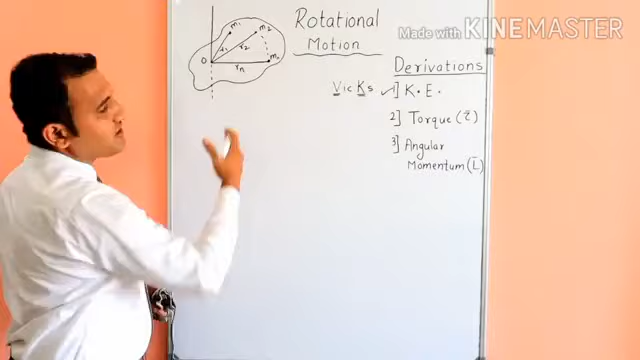 Rotational
Motion
Made with KINEMASTER
m₁
m₂
r₁
r₂
O
rₙ
mₙ
Derivations
Vicks ✓1] K.E.
2] Torque (τ̄)
3] Angular
Momentum (L̄)